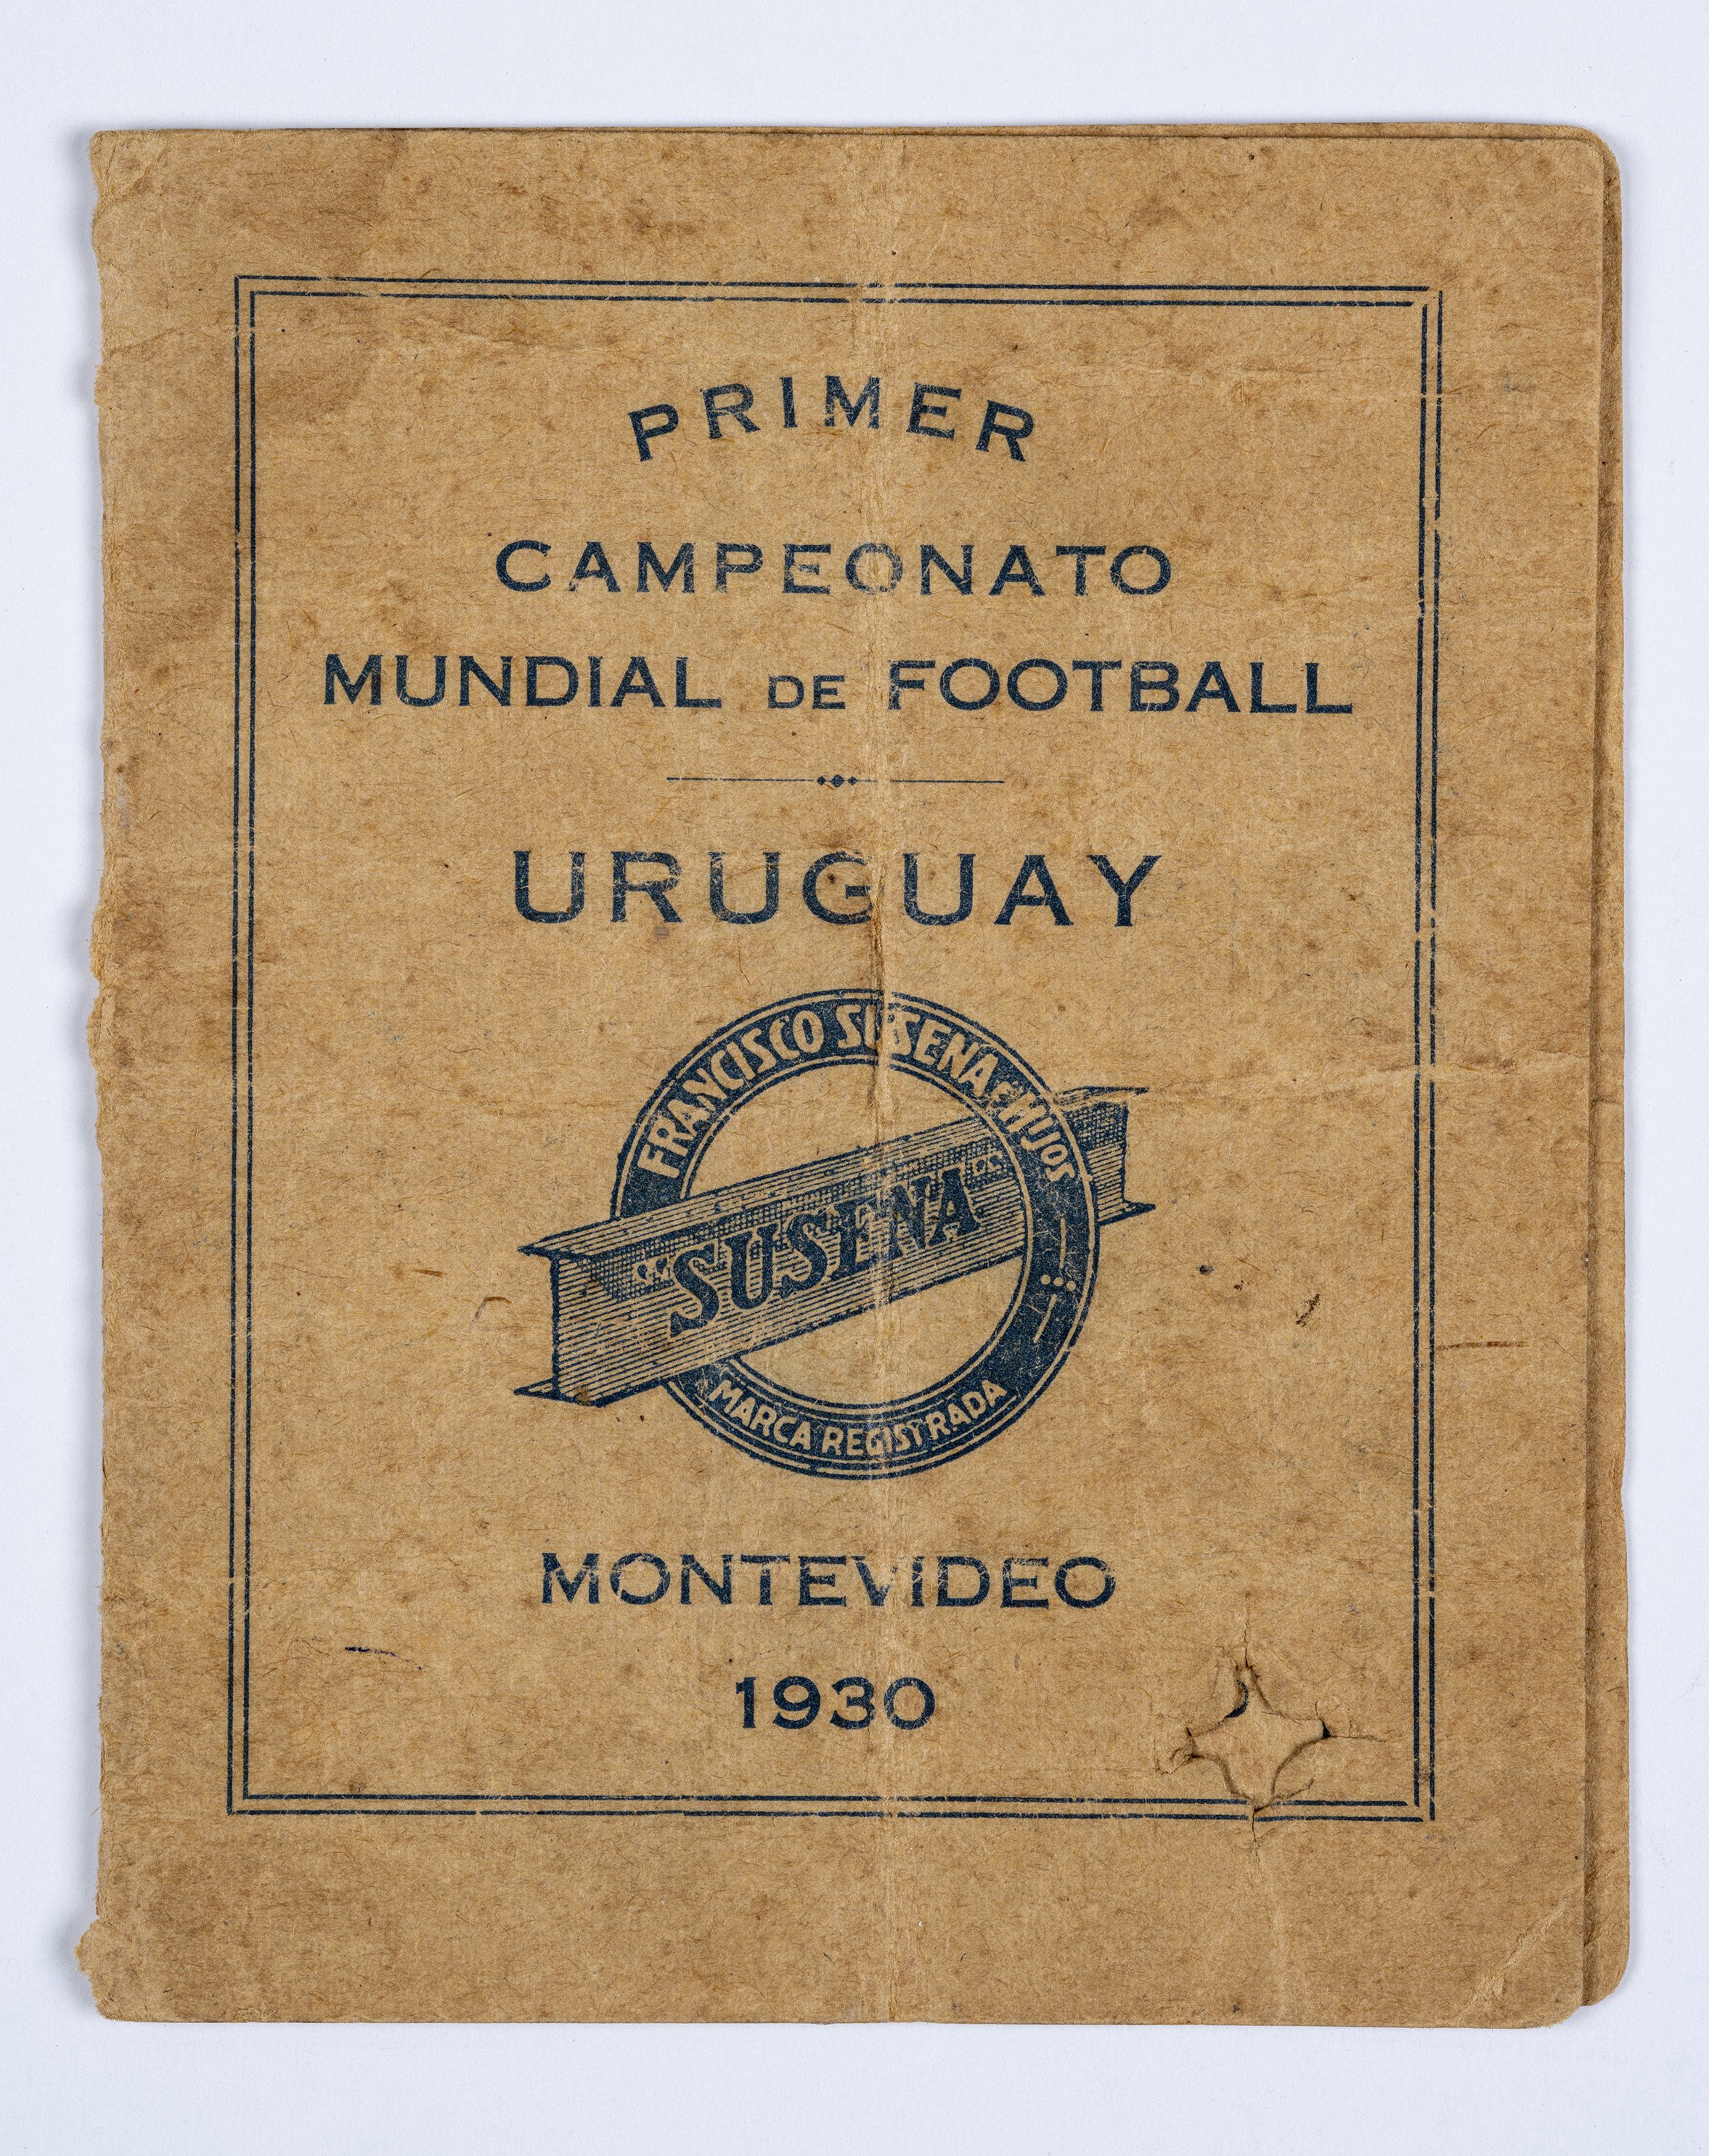 PRIMER
CAMPEONATO
MUNDIAL DE FOOTBALL
URUGUAY
FRANCISCO SUSENA e HIJOS
"SUSENA"
MARCA REGISTRADA
MONTEVIDEO
1930